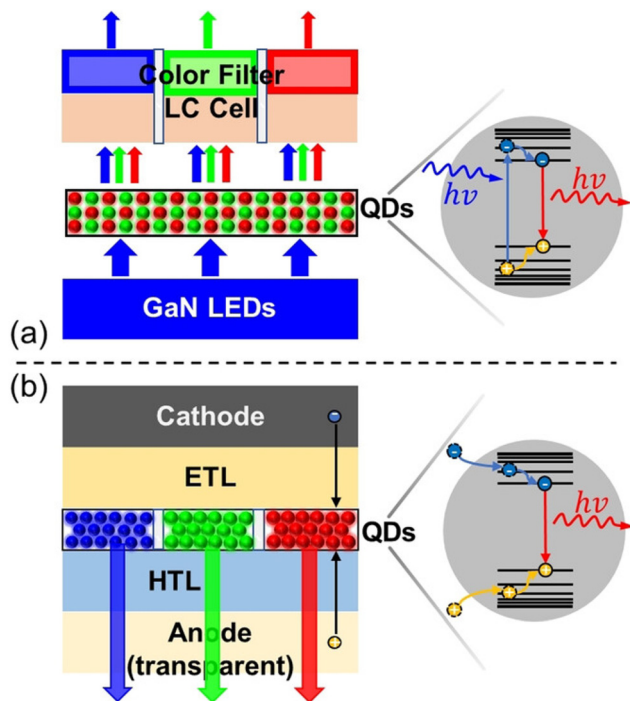 Color Filter
LC Cell
QDs
hν
hν
GaN LEDs
(a)
(b)
Cathode
ETL
QDs
hν
HTL
Anode
(transparent)